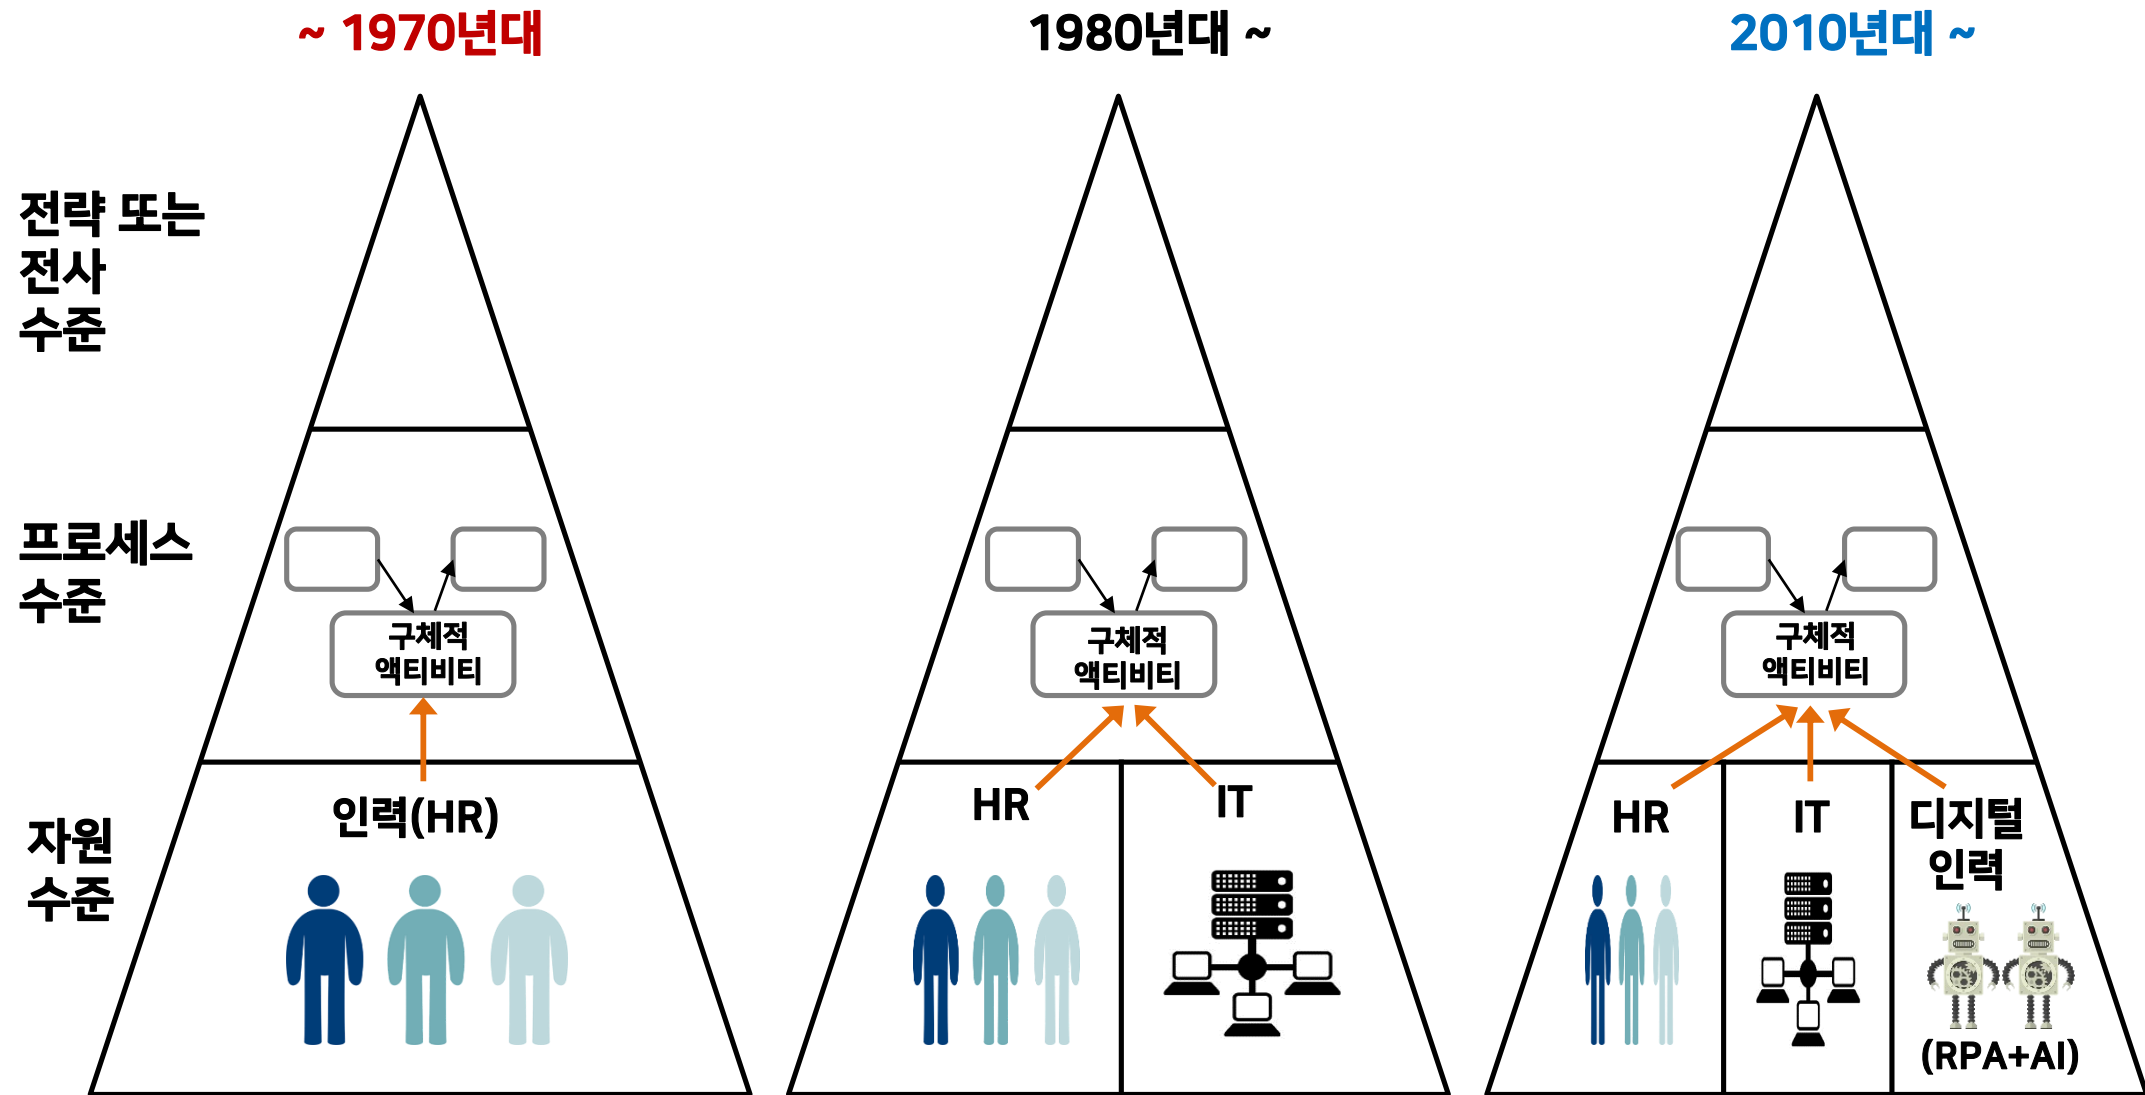 ~ 1970년대
1980년대 ~
2010년대 ~
전략 또는
전사
수준
프로세스
수준
자원
수준
구체적
액티비티
인력(HR)
구체적
액티비티
HR
IT
구체적
액티비티
HR
IT
디지털
인력
(RPA+AI)